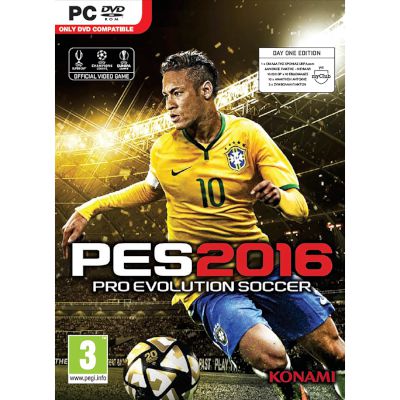 PC DVD
ROM
ONLY DVD COMPATIBLE
DAY ONE EDITION
myClub
OFFICIAL VIDEO GAME
10
PES2016
PRO EVOLUTION SOCCER
3
www.pegi.info
KONAMI